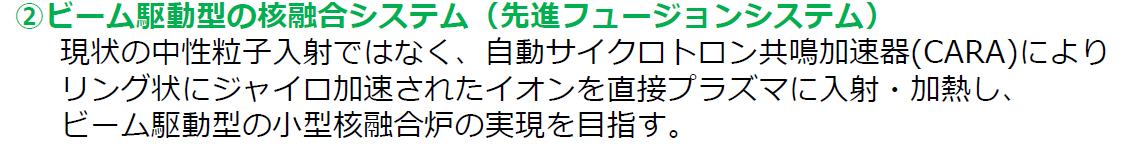 ②ビーム駆動型の核融合システム（先進フュージョンシステム）
現状の中性粒子入射ではなく、自動サイクロトロン共鳴加速器(CARA)により
リング状にジャイロ加速されたイオンを直接プラズマに入射・加熱し、
ビーム駆動型の小型核融合炉の実現を目指す。